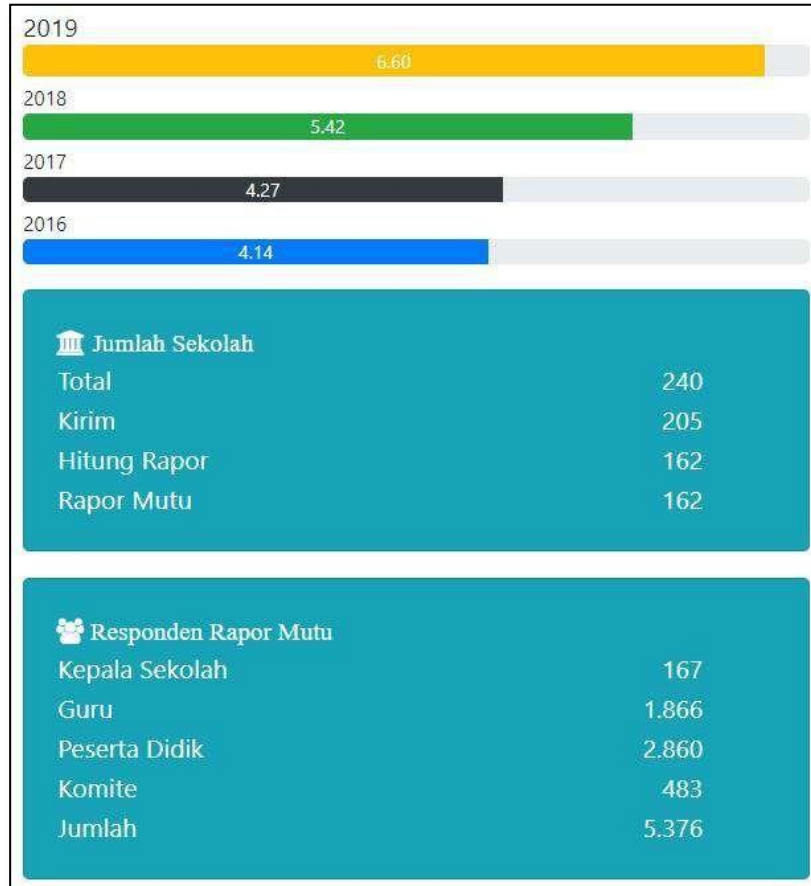 2019
6.60
2018
5.42
2017
4.27
2016
4.14
Jumlah Sekolah
Total 240
Kirim 205
Hitung Rapor 162
Rapor Mutu 162
Responden Rapor Mutu
Kepala Sekolah 167
Guru 1.866
Peserta Didik 2.860
Komite 483
Jumlah 5.376